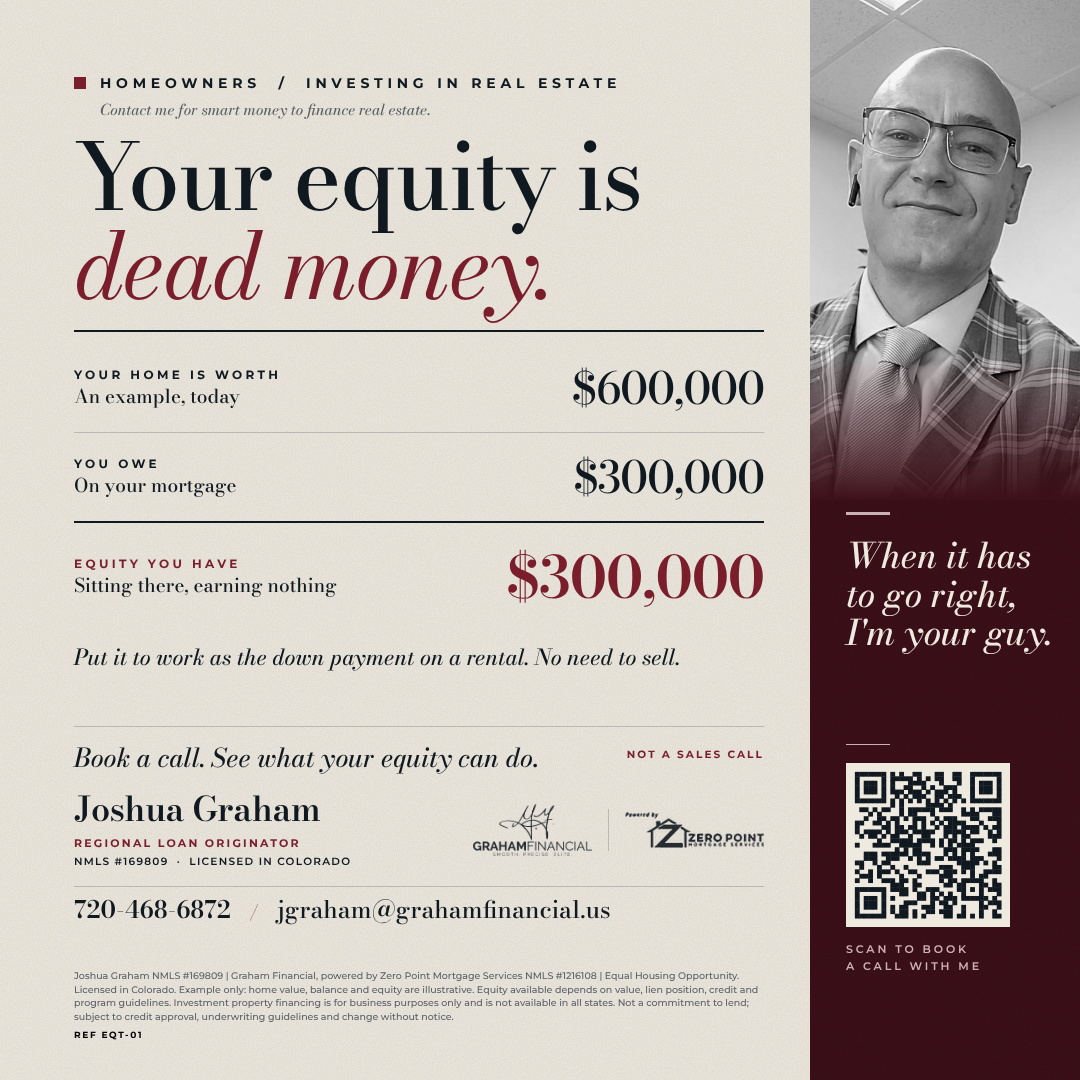 HOMEOWNERS / INVESTING IN REAL ESTATE
Contact me for smart money to finance real estate.
Your equity is
dead money.
YOUR HOME IS WORTH
An example, today
$600,000
YOU OWE
On your mortgage
$300,000
EQUITY YOU HAVE
Sitting there, earning nothing
$300,000
Put it to work as the down payment on a rental. No need to sell.
Book a call. See what your equity can do.
NOT A SALES CALL
Joshua Graham
REGIONAL LOAN ORIGINATOR
NMLS #169809 · LICENSED IN COLORADO
GRAHAMFINANCIAL
SMOOTH. PRECISE. ELITE.
Powered by
ZERO POINT
MORTGAGE SERVICES
720-468-6872 / jgraham@grahamfinancial.us
Joshua Graham NMLS #169809 | Graham Financial, powered by Zero Point Mortgage Services NMLS #1216108 | Equal Housing Opportunity.
Licensed in Colorado. Example only: home value, balance and equity are illustrative. Equity available depends on value, lien position, credit and
program guidelines. Investment property financing is for business purposes only and is not available in all states. Not a commitment to lend;
subject to credit approval, underwriting guidelines and change without notice.
REF EQT-01
When it has
to go right,
I'm your guy.
SCAN TO BOOK
A CALL WITH ME